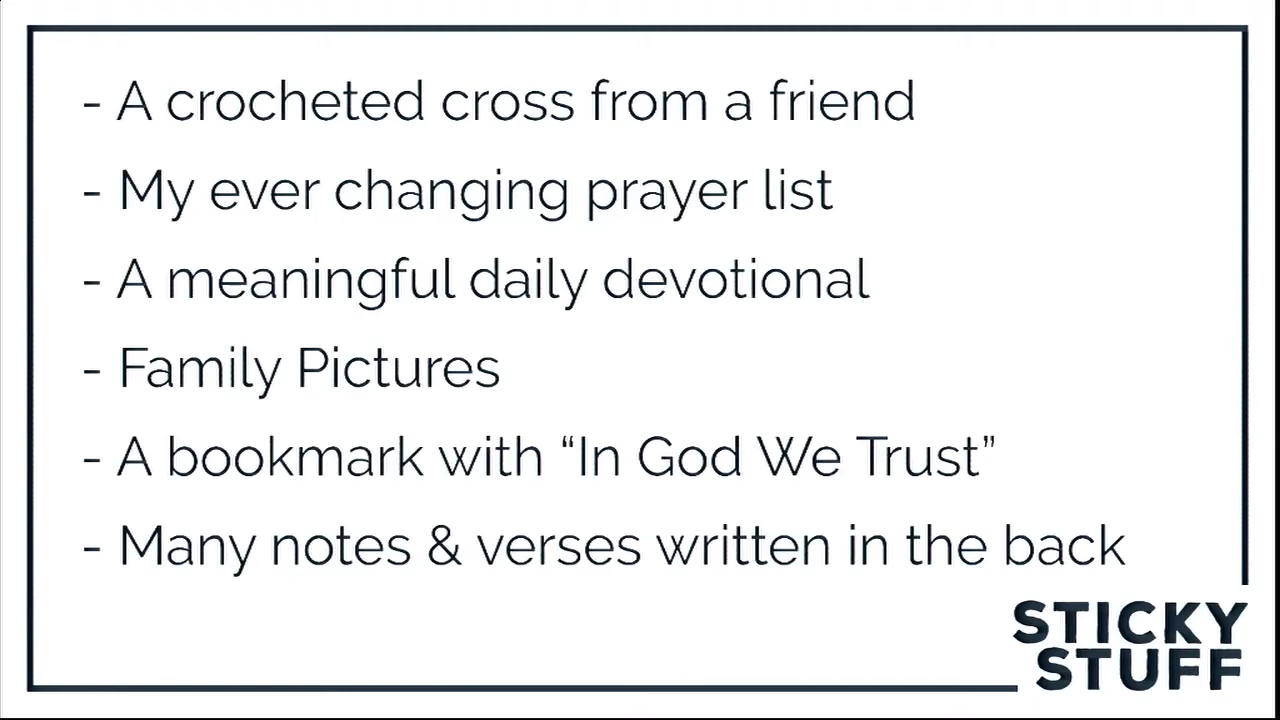 - A crocheted cross from a friend
- My ever changing prayer list
- A meaningful daily devotional
- Family Pictures
- A bookmark with “In God We Trust”
- Many notes & verses written in the back
STICKY
STUFF